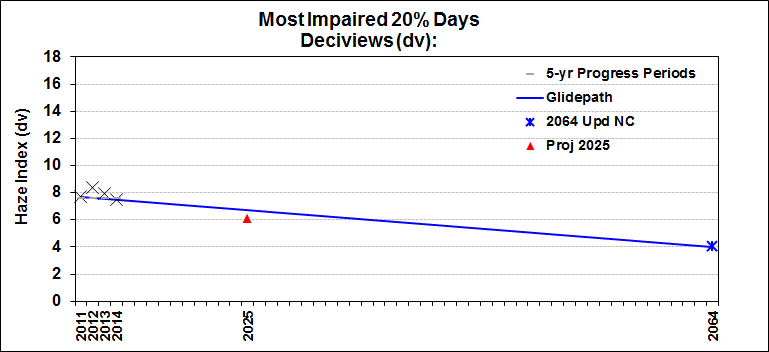 Most Impaired 20% Days
Deciviews (dv):
Haze Index (dv)
18
16
14
12
10
8
6
4
2
0
5-yr Progress Periods
Glidepath
2064 Upd NC
Proj 2025
2011
2012
2013
2014
2025
2064